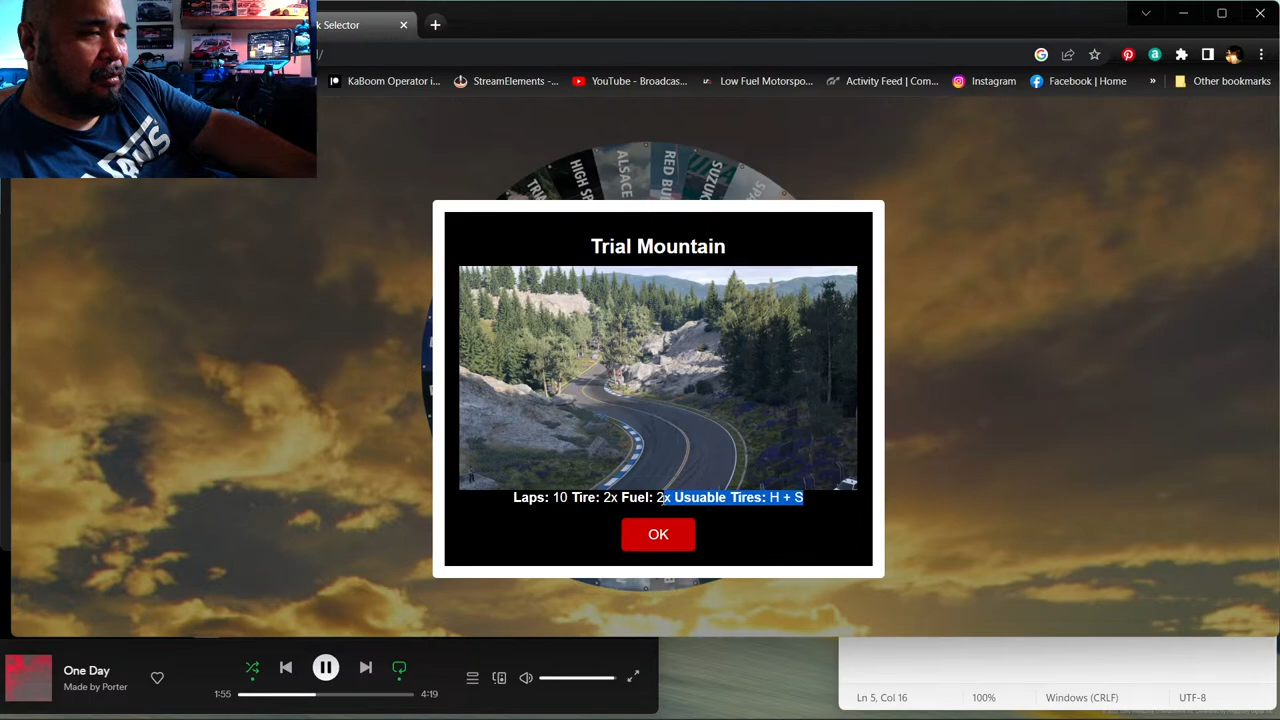 k Selector
KaBoom Operator i...
StreamElements -...
YouTube - Broadcas...
Low Fuel Motorspo...
Activity Feed | Com...
Instagram
Facebook | Home
»
Other bookmarks
HIGH SP
ALSACE
RED BU
SUZUK
SPA
Trial Mountain
Laps: 10 Tire: 2x Fuel: 2x Usuable Tires: H + S
OK
One Day
Made by Porter
1:55
4:19
Ln 5, Col 16
100%
Windows (CRLF)
UTF-8